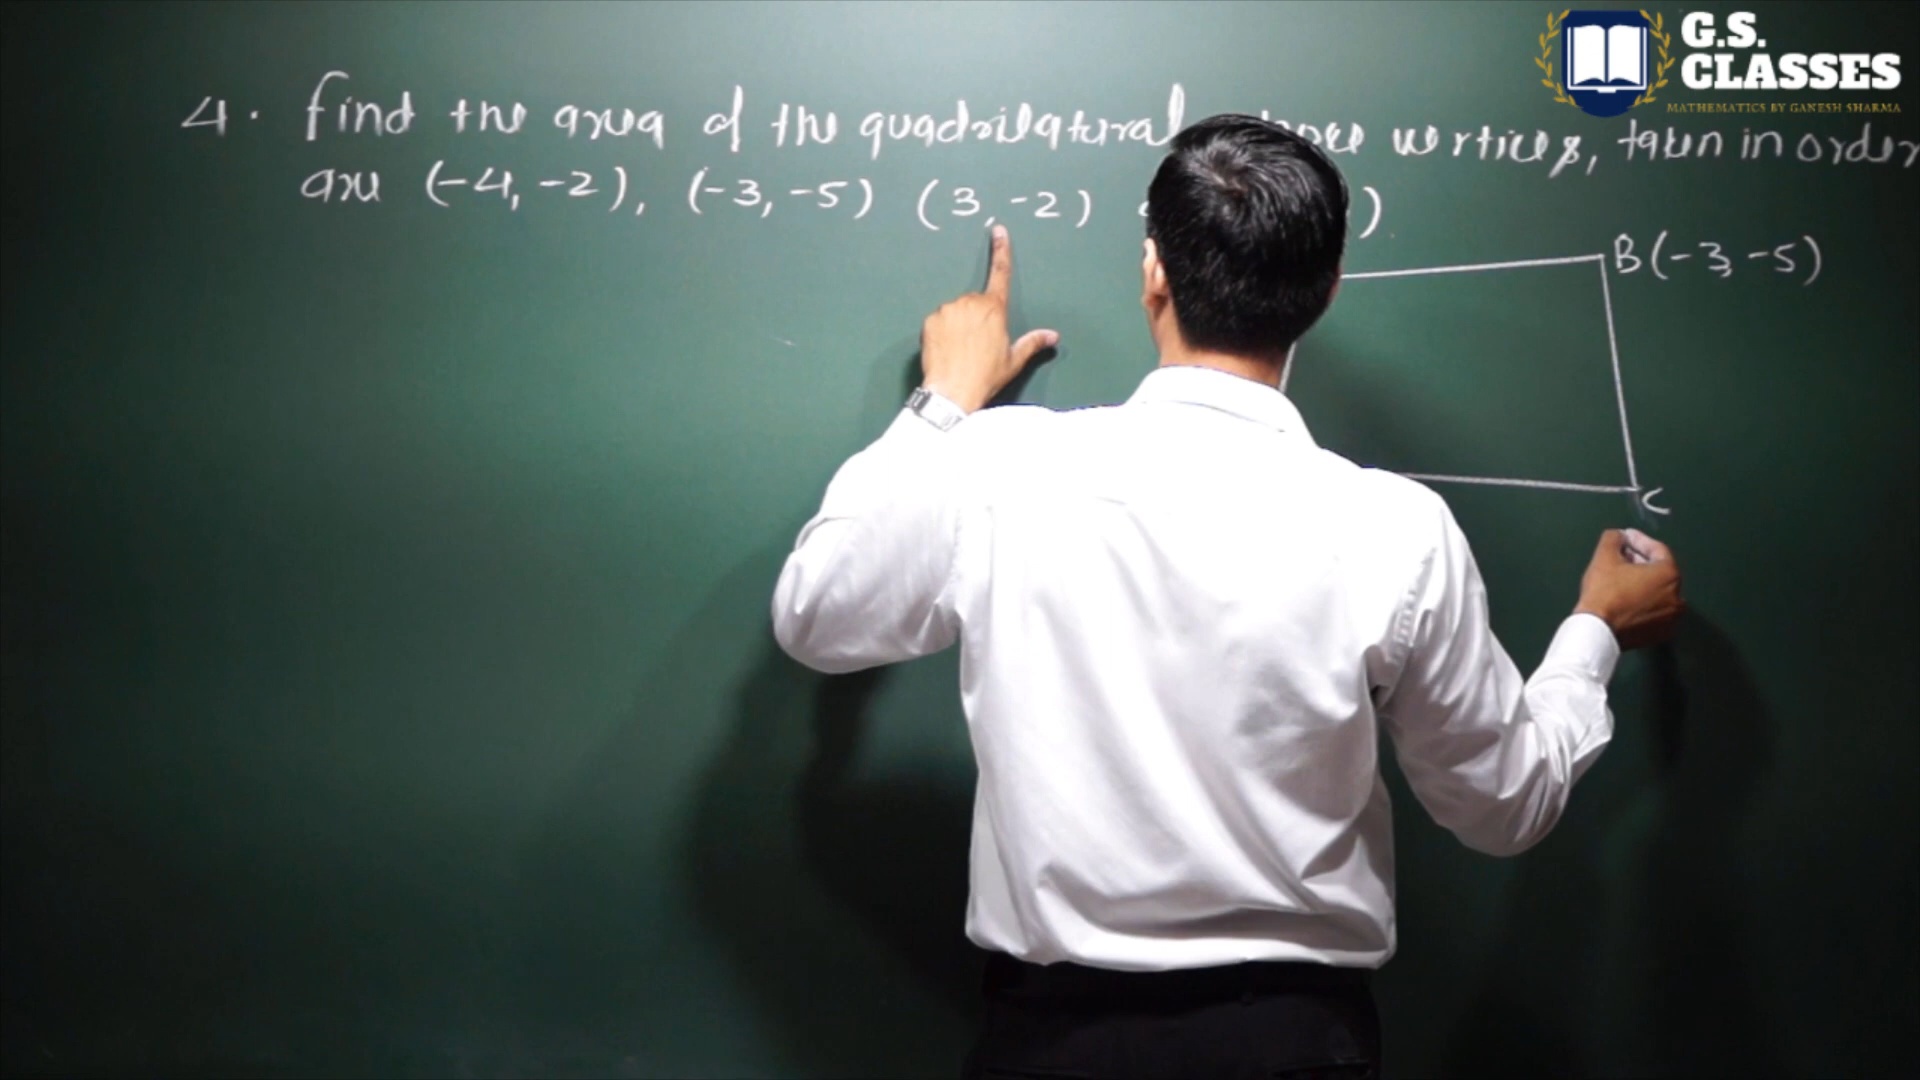 G.S.
CLASSES
MATHEMATICS BY GANESH SHARMA
4. find the area of the quadrilateral vertices, taken in order
are (-4,-2), (-3,-5) (3,-2) )
B(-3,-5)
C